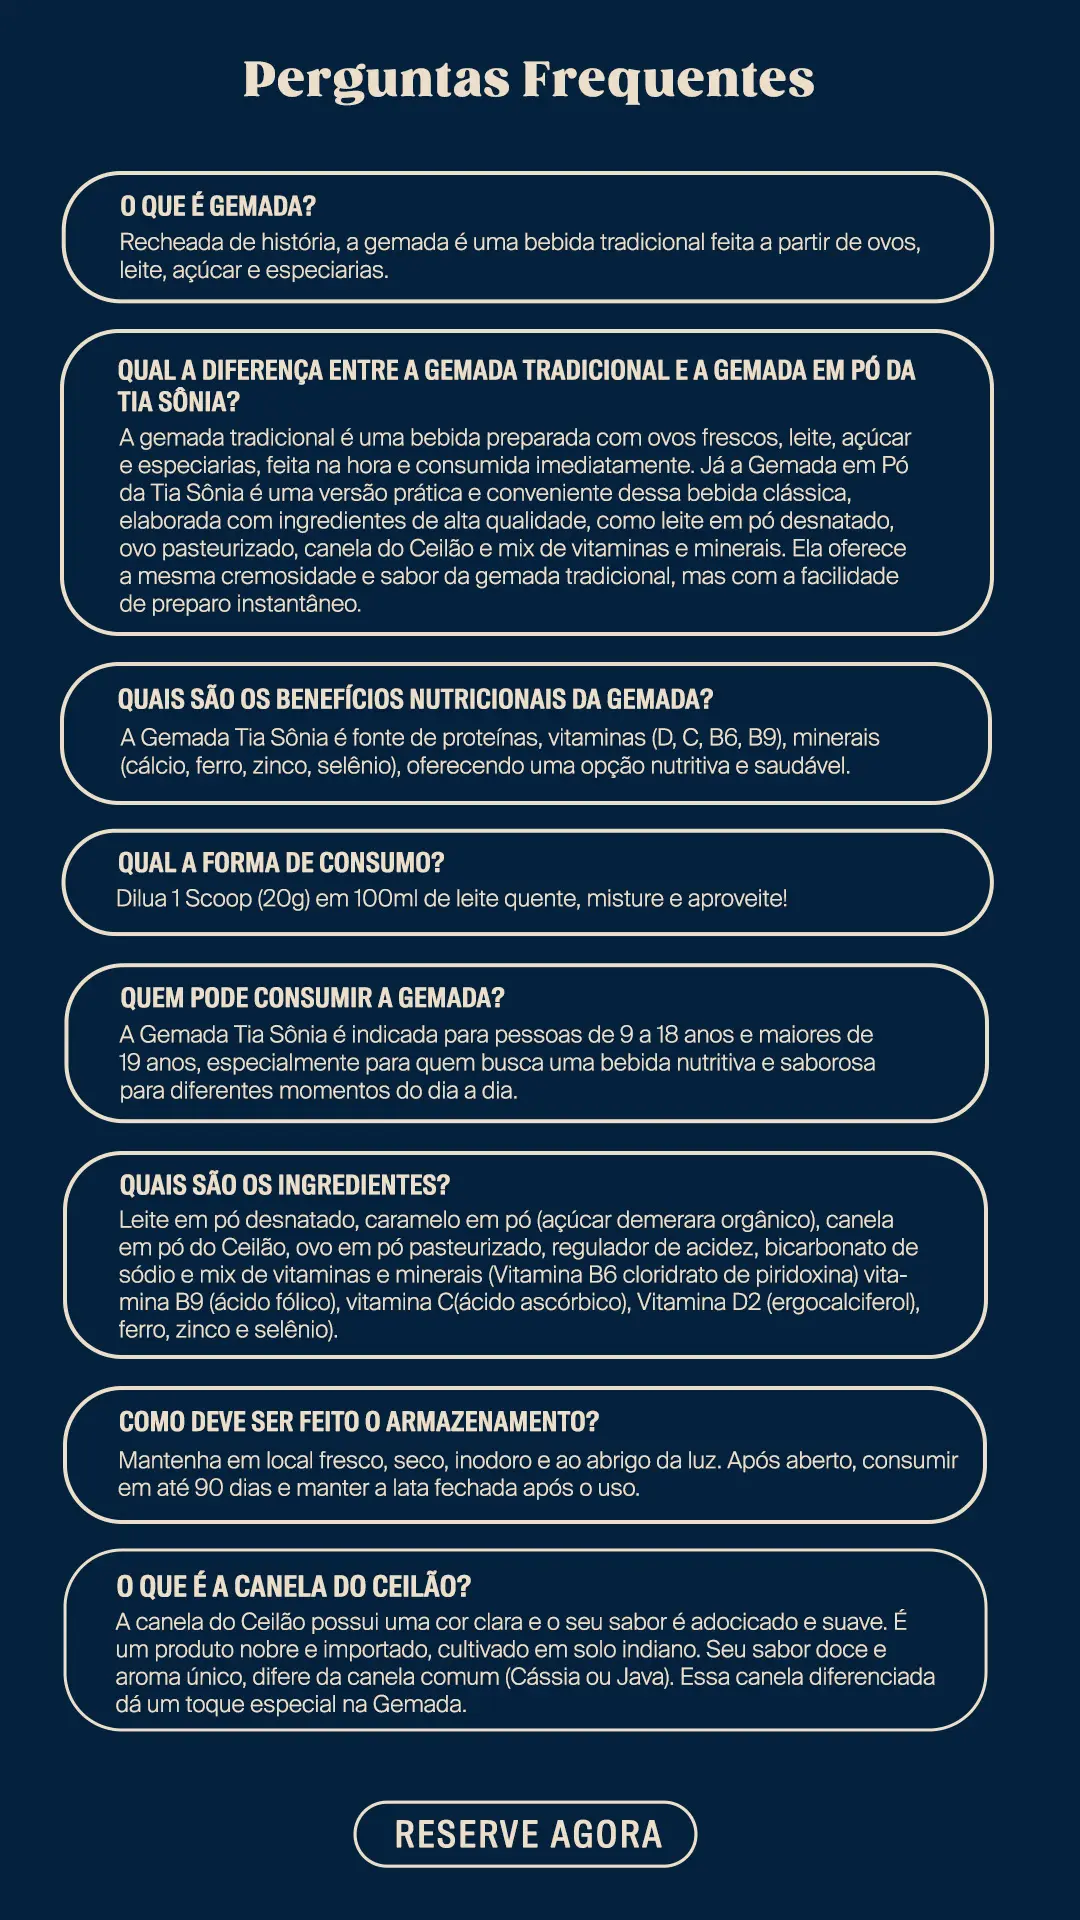 Perguntas Frequentes
O QUE É GEMADA?
Recheada de história, a gemada é uma bebida tradicional feita a partir de ovos,
leite, açúcar e especiarias.
QUAL A DIFERENÇA ENTRE A GEMADA TRADICIONAL E A GEMADA EM PÓ DA
TIA SÔNIA?
A gemada tradicional é uma bebida preparada com ovos frescos, leite, açúcar
e especiarias, feita na hora e consumida imediatamente. Já a Gemada em Pó
da Tia Sônia é uma versão prática e conveniente dessa bebida clássica,
elaborada com ingredientes de alta qualidade, como leite em pó desnatado,
ovo pasteurizado, canela do Ceilão e mix de vitaminas e minerais. Ela oferece
a mesma cremosidade e sabor da gemada tradicional, mas com a facilidade
de preparo instantâneo.
QUAIS SÃO OS BENEFÍCIOS NUTRICIONAIS DA GEMADA?
A Gemada Tia Sônia é fonte de proteínas, vitaminas (D, C, B6, B9), minerais
(cálcio, ferro, zinco, selênio), oferecendo uma opção nutritiva e saudável.
QUAL A FORMA DE CONSUMO?
Dilua 1 Scoop (20g) em 100ml de leite quente, misture e aproveite!
QUEM PODE CONSUMIR A GEMADA?
A Gemada Tia Sônia é indicada para pessoas de 9 a 18 anos e maiores de
19 anos, especialmente para quem busca uma bebida nutritiva e saborosa
para diferentes momentos do dia a dia.
QUAIS SÃO OS INGREDIENTES?
Leite em pó desnatado, caramelo em pó (açúcar demerara orgânico), canela
em pó do Ceilão, ovo em pó pasteurizado, regulador de acidez, bicarbonato de
sódio e mix de vitaminas e minerais (Vitamina B6 cloridrato de piridoxina) vita-
mina B9 (ácido fólico), vitamina C(ácido ascórbico), Vitamina D2 (ergocalciferol),
ferro, zinco e selênio).
COMO DEVE SER FEITO O ARMAZENAMENTO?
Mantenha em local fresco, seco, inodoro e ao abrigo da luz. Após aberto, consumir
em até 90 dias e manter a lata fechada após o uso.
O QUE É A CANELA DO CEILÃO?
A canela do Ceilão possui uma cor clara e o seu sabor é adocicado e suave. É
um produto nobre e importado, cultivado em solo indiano. Seu sabor doce e
aroma único, difere da canela comum (Cássia ou Java). Essa canela diferenciada
dá um toque especial na Gemada.
RESERVE AGORA